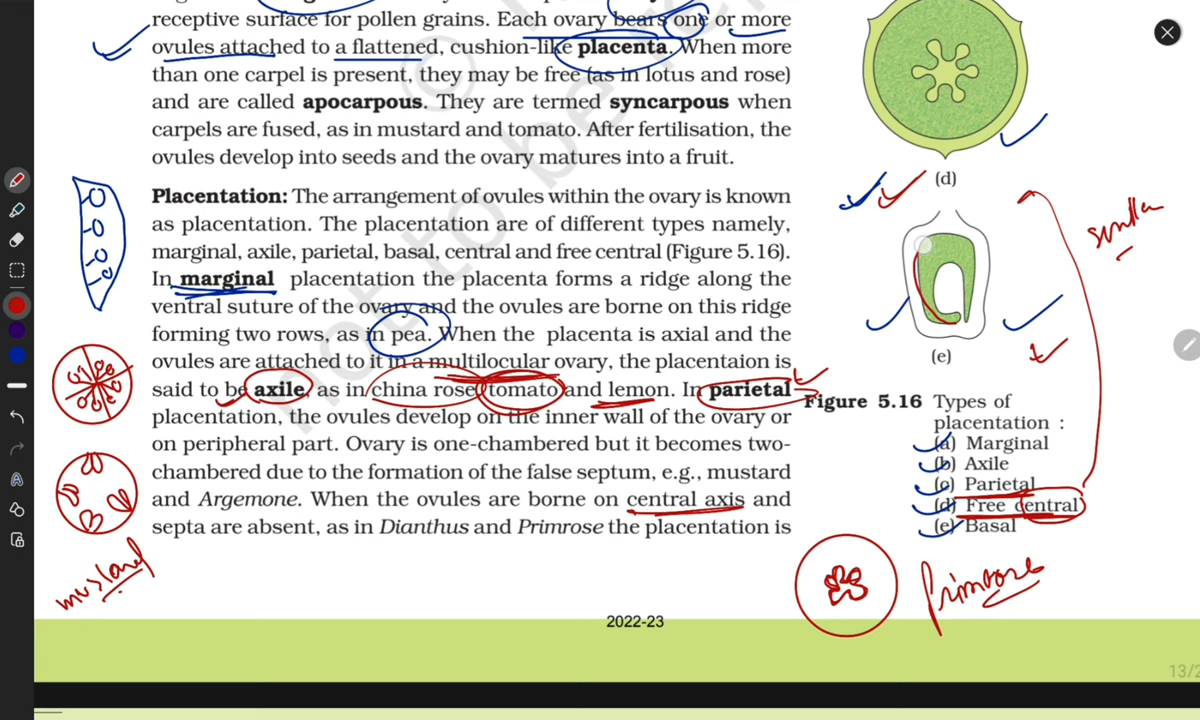 receptive surface for pollen grains. Each ovary bears one or more
ovules attached to a flattened, cushion-like placenta. When more
than one carpel is present, they may be free (as in lotus and rose)
and are called apocarpous. They are termed syncarpous when
carpels are fused, as in mustard and tomato. After fertilisation, the
ovules develop into seeds and the ovary matures into a fruit.
Placentation: The arrangement of ovules within the ovary is known
as placentation. The placentation are of different types namely,
marginal, axile, parietal, basal, central and free central (Figure 5.16).
In marginal placentation the placenta forms a ridge along the
ventral suture of the ovary and the ovules are borne on this ridge
forming two rows, as in pea. When the placenta is axial and the
ovules are attached to it in a multilocular ovary, the placentaion is
said to be axile, as in china rose, tomato and lemon. In parietal
placentation, the ovules develop on the inner wall of the ovary or
on peripheral part. Ovary is one-chambered but it becomes two-
chambered due to the formation of the false septum, e.g., mustard
and Argemone. When the ovules are borne on central axis and
septa are absent, as in Dianthus and Primrose the placentation is
mustard
(d)
(e)
Figure 5.16 Types of
placentation :
(a) Marginal
(b) Axile
(c) Parietal
(d) Free central
(e) Basal
Primrose
2022-23
13/2